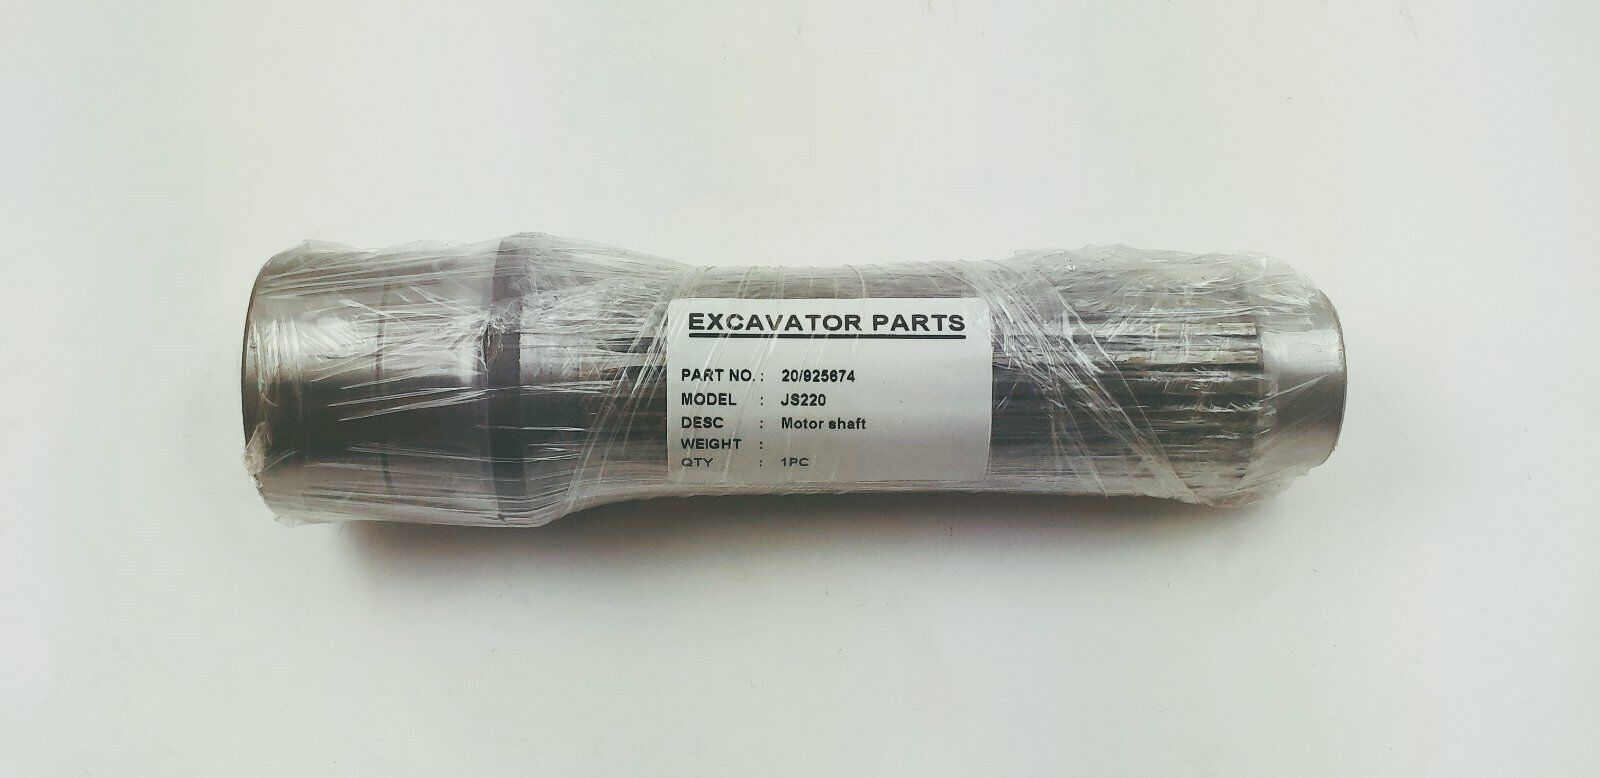 EXCAVATOR PARTS
PART NO. : 20/925674
MODEL : JS220
DESC : Motor shaft
WEIGHT :
QTY : 1PC